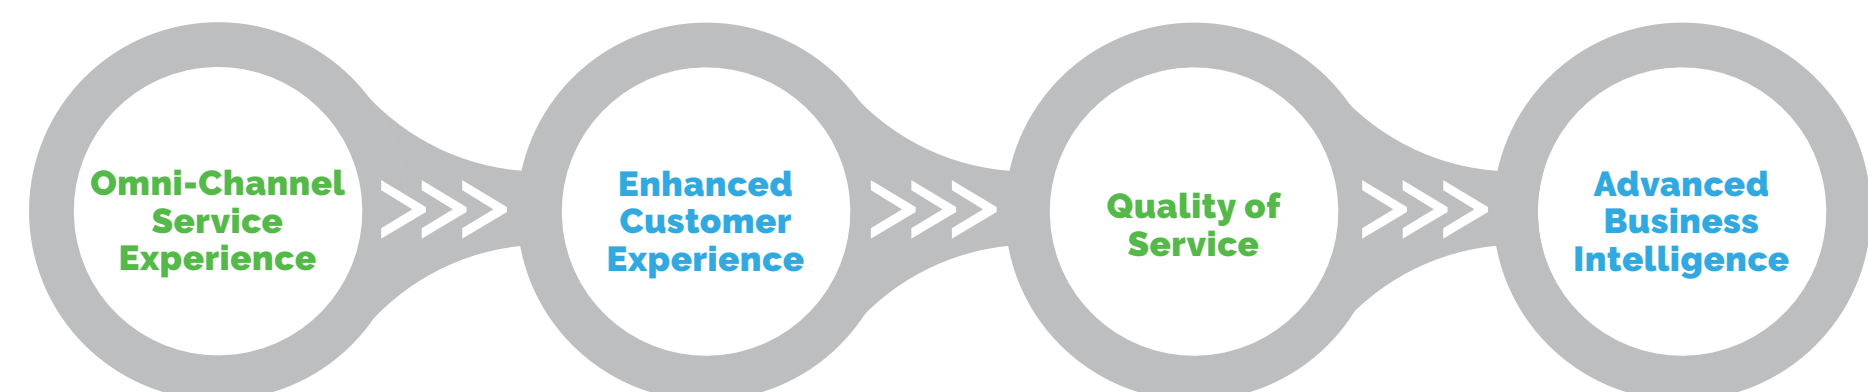 Omni-Channel
Service
Experience
Enhanced
Customer
Experience
Quality of
Service
Advanced
Business
Intelligence